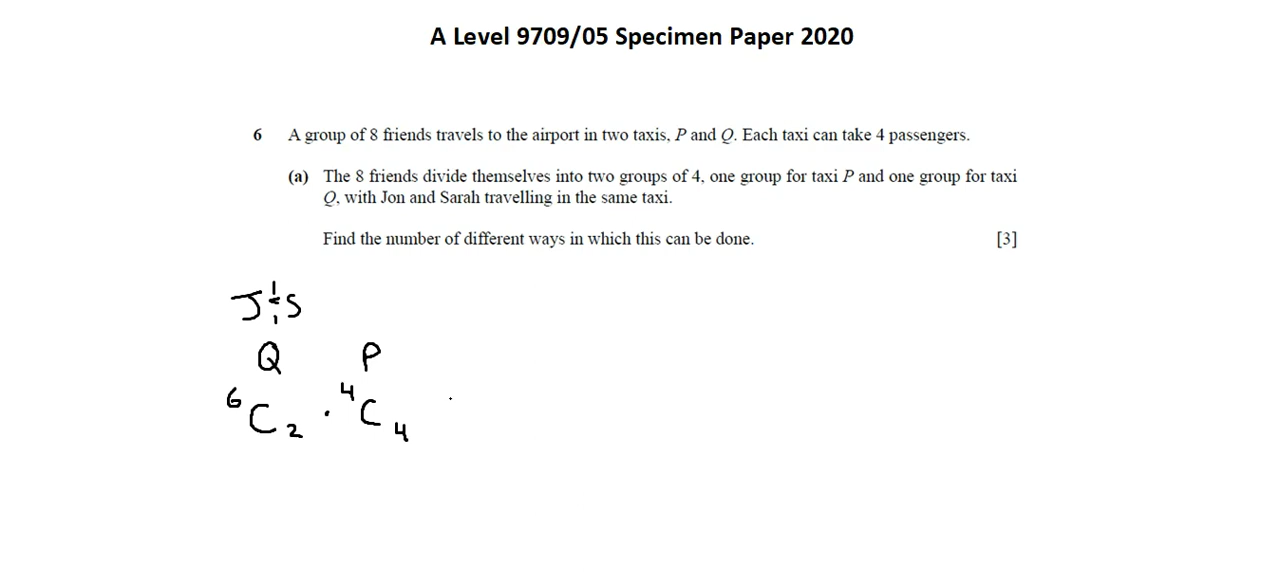 A Level 9709/05 Specimen Paper 2020
6 A group of 8 friends travels to the airport in two taxis, P and Q. Each taxi can take 4 passengers.
(a) The 8 friends divide themselves into two groups of 4, one group for taxi P and one group for taxi
Q, with Jon and Sarah travelling in the same taxi.
Find the number of different ways in which this can be done. [3]
J & S
Q P
⁶C₂ · ⁴C₄